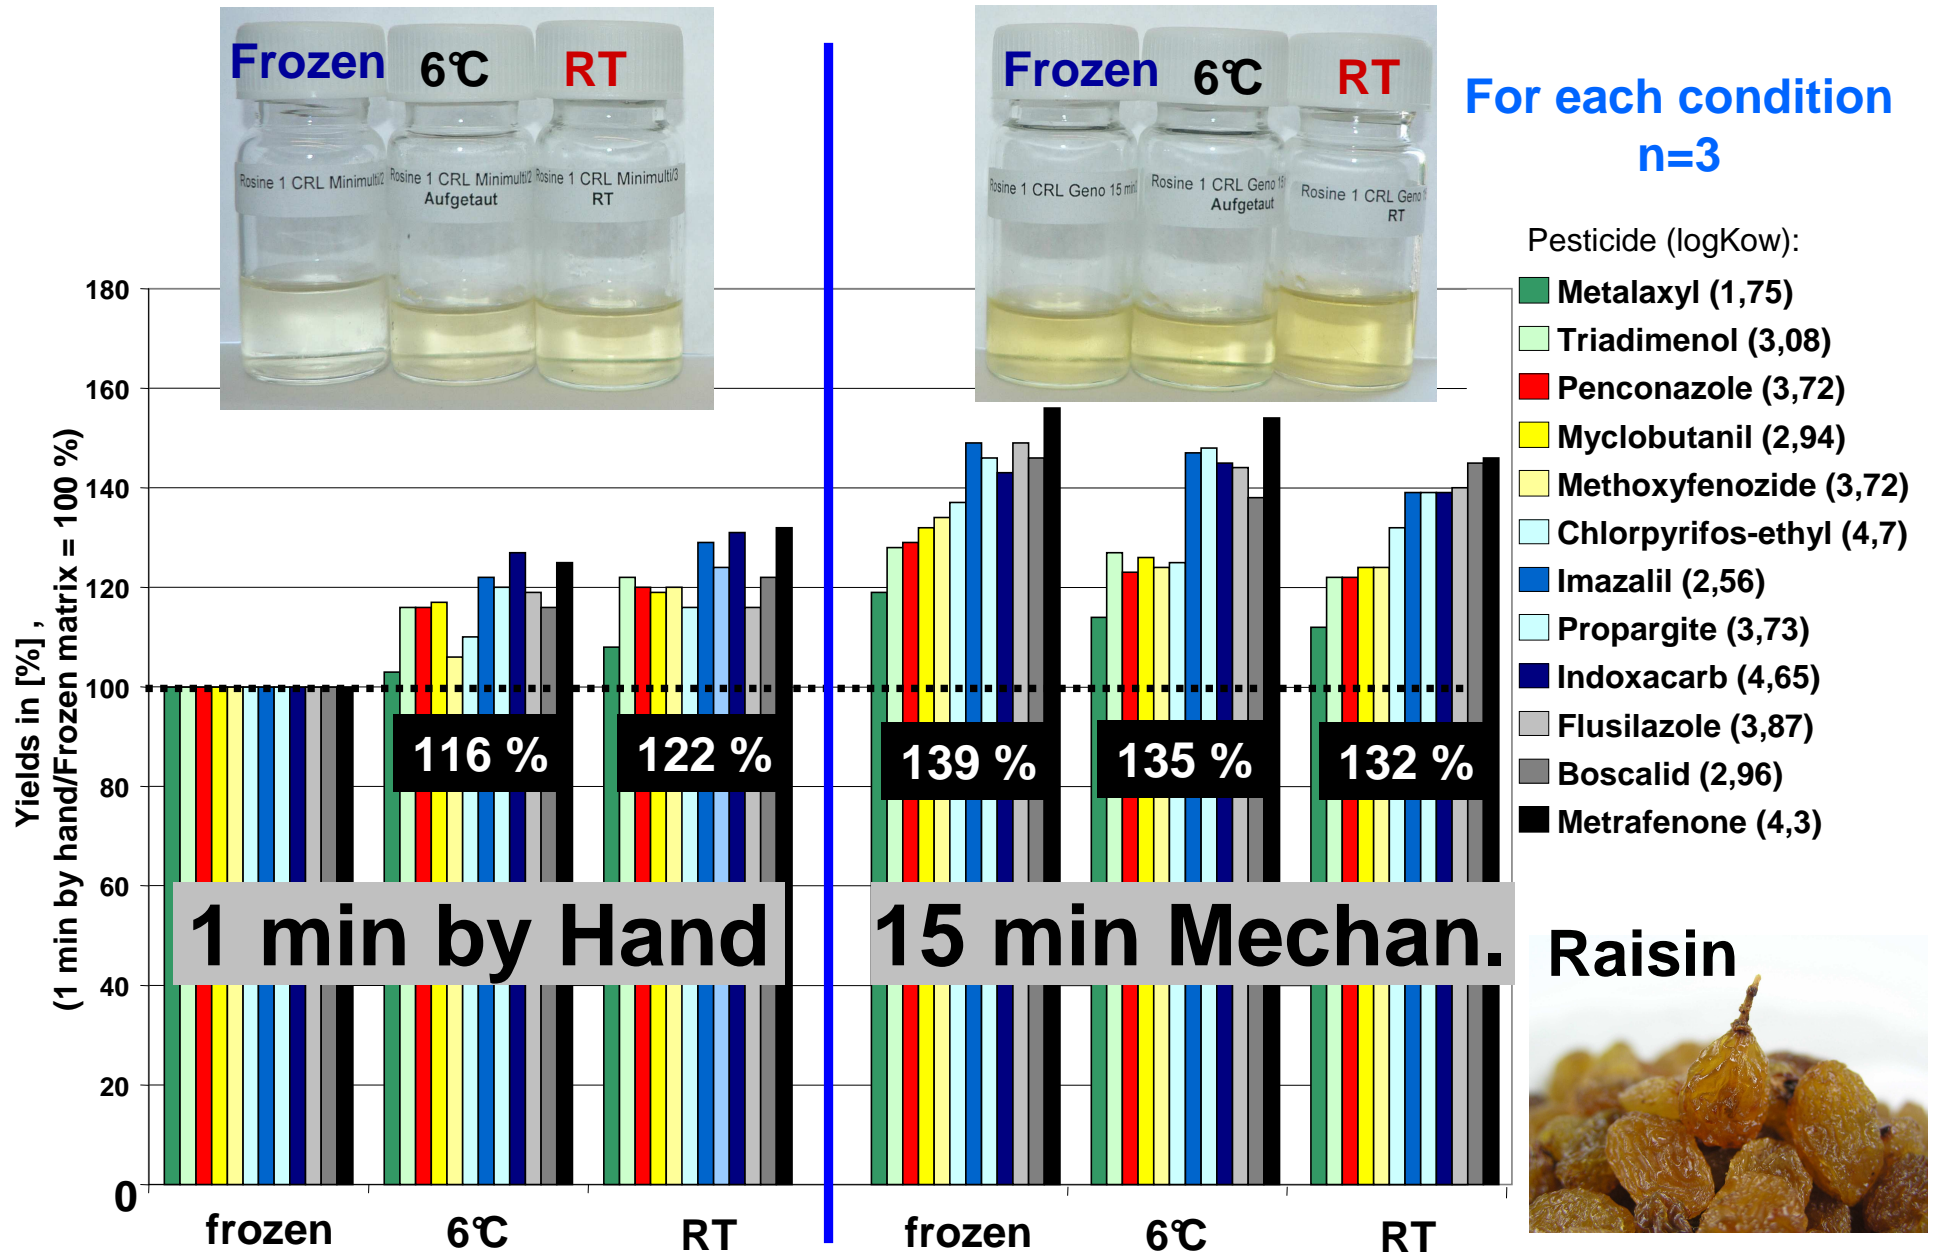 Frozen 6°C RT
Rosine 1 CRL Minimulti/2
Rosine 1 CRL Minimulti/2
Aufgetaut
Rosine 1 CRL Minimulti/3
RT
Frozen 6°C RT
Rosine 1 CRL Geno 15 min
Rosine 1 CRL Geno
Aufgetaut
Rosine 1 CRL Geno
RT
For each condition
n=3
Pesticide (logKow):
Metalaxyl (1,75)
Triadimenol (3,08)
Penconazole (3,72)
Myclobutanil (2,94)
Methoxyfenozide (3,72)
Chlorpyrifos-ethyl (4,7)
Imazalil (2,56)
Propargite (3,73)
Indoxacarb (4,65)
Flusilazole (3,87)
Boscalid (2,96)
Metrafenone (4,3)
Yields in [%] ,
(1 min by hand/Frozen matrix = 100 %)
180
160
140
120
100
80
60
40
20
0
116 %
122 %
139 %
135 %
132 %
1 min by Hand
15 min Mechan.
frozen
6°C
RT
frozen
6°C
RT
Raisin